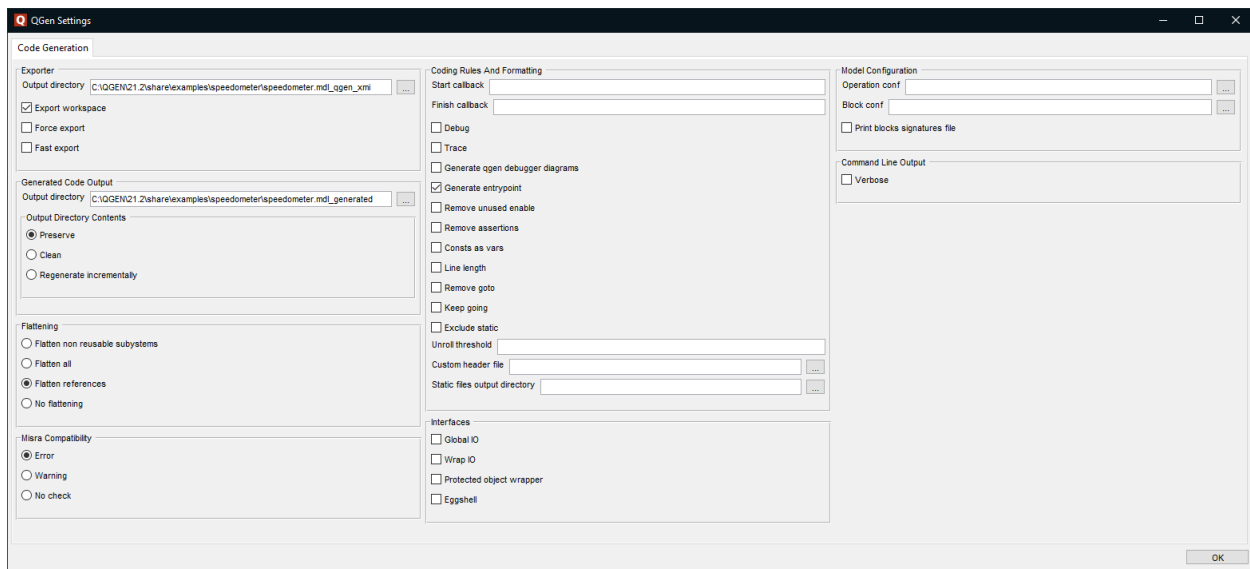 QGen Settings
Code Generation
Exporter
Output directory C:\QGEN\21.2\share\examples\speedometer\speedometer.mdl_qgen_xmi ...
Export workspace
Force export
Fast export
Generated Code Output
Output directory C:\QGEN\21.2\share\examples\speedometer\speedometer.mdl_generated ...
Output Directory Contents
Preserve
Clean
Regenerate incrementally
Flattening
Flatten non reusable subystems
Flatten all
Flatten references
No flattening
Misra Compatibility
Error
Warning
No check
Coding Rules And Formatting
Start callback
Finish callback
Debug
Trace
Generate qgen debugger diagrams
Generate entrypoint
Remove unused enable
Remove assertions
Consts as vars
Line length
Remove goto
Keep going
Exclude static
Unroll threshold
Custom header file ...
Static files output directory ...
Interfaces
Global IO
Wrap IO
Protected object wrapper
Eggshell
Model Configuration
Operation conf ...
Block conf ...
Print blocks signatures file
Command Line Output
Verbose
OK